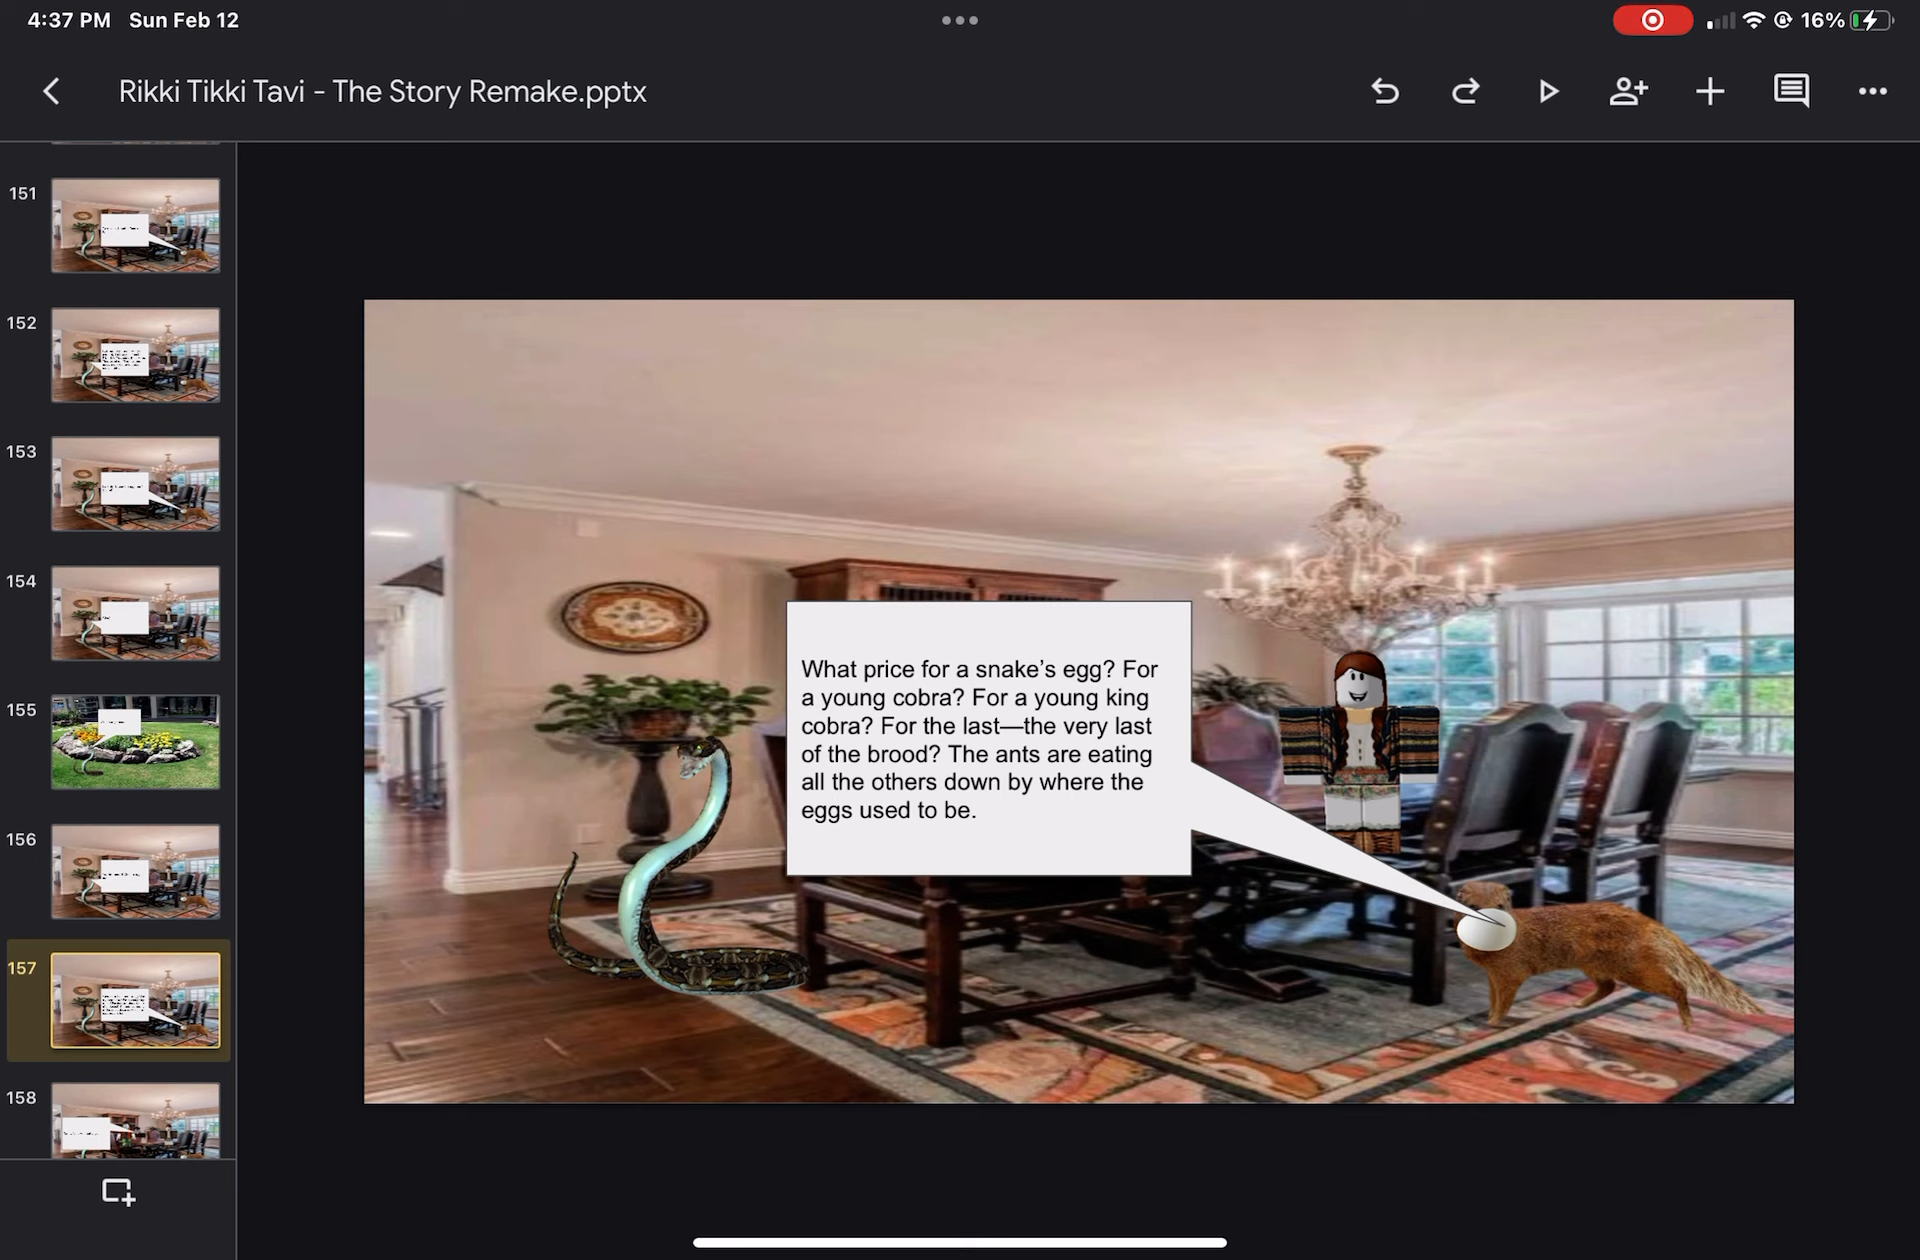 4:37 PM Sun Feb 12
16%
Rikki Tikki Tavi - The Story Remake.pptx
151
152
153
154
155
156
157
158
What price for a snake’s egg? For
a young cobra? For a young king
cobra? For the last—the very last
of the brood? The ants are eating
all the others down by where the
eggs used to be.